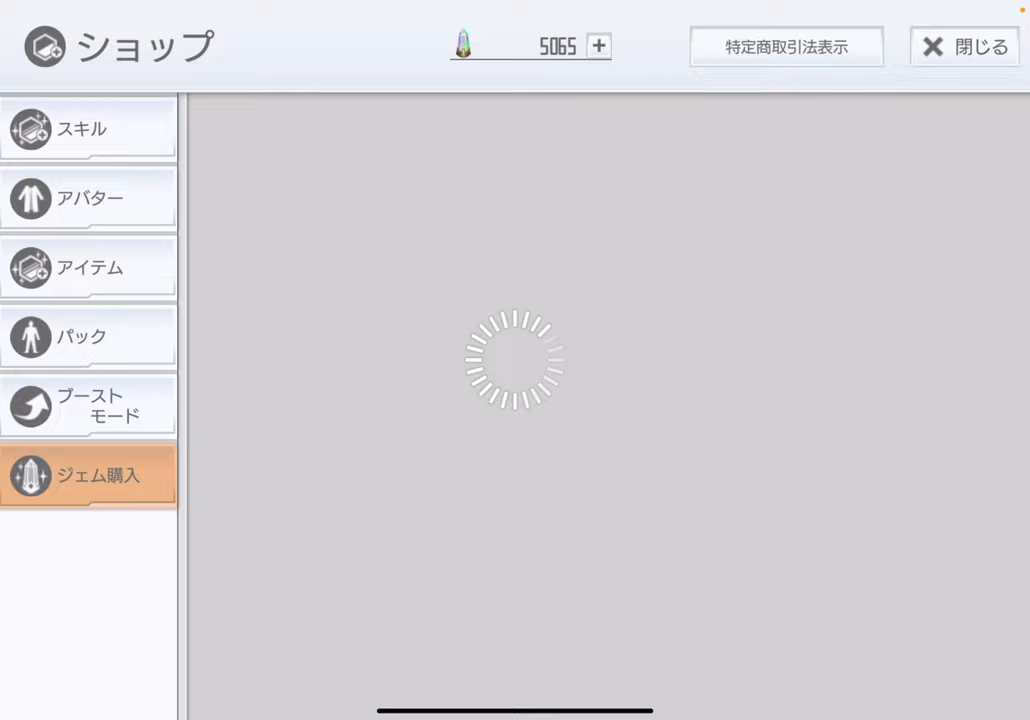 ショップ
5065
特定商取引法表示
閉じる
スキル
アバター
アイテム
パック
ブースト
モード
ジェム購入